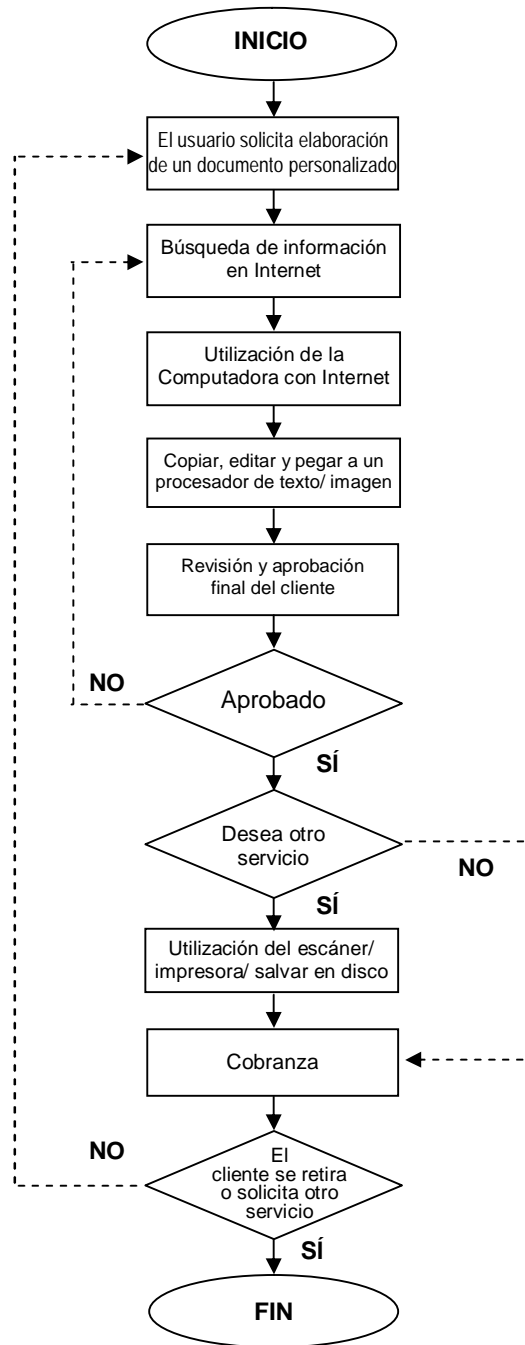 INICIO
El usuario solicita elaboración
de un documento personalizado
Búsqueda de información
en Internet
Utilización de la
Computadora con Internet
Copiar, editar y pegar a un
procesador de texto/ imagen
Revisión y aprobación
final del cliente
NO
Aprobado
SÍ
Desea otro
servicio
NO
SÍ
Utilización del escáner/
impresora/ salvar en disco
Cobranza
NO
El
cliente se retira
o solicita otro
servicio
SÍ
FIN